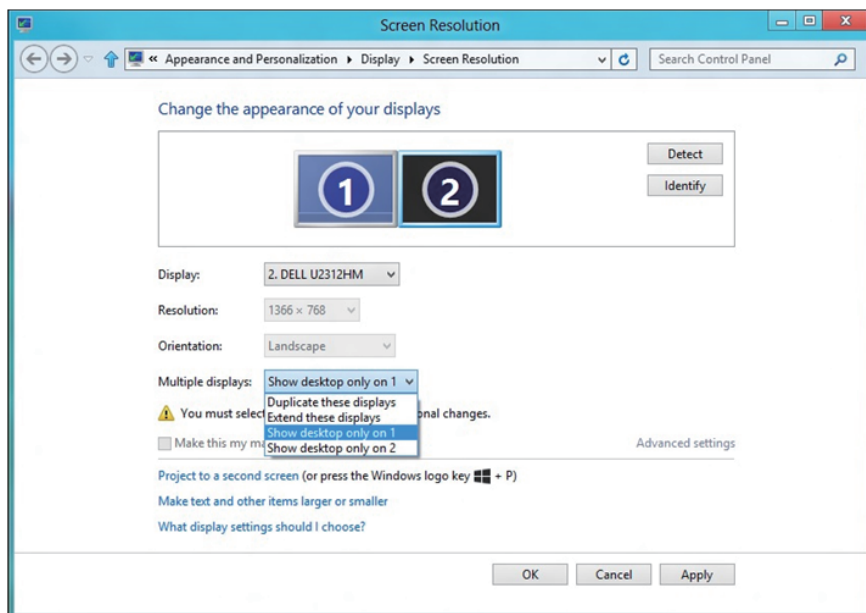 Screen Resolution
« Appearance and Personalization Display Screen Resolution Search Control Panel
Change the appearance of your displays
1 2
Detect
Identify
Display: 2. DELL U2312HM
Resolution: 1366 × 768
Orientation: Landscape
Multiple displays: Show desktop only on 1
Duplicate these displays
Extend these displays
Show desktop only on 1
Show desktop only on 2
You must select onal changes.
Make this my ma
Advanced settings
Project to a second screen (or press the Windows logo key + P)
Make text and other items larger or smaller
What display settings should I choose?
OK Cancel Apply